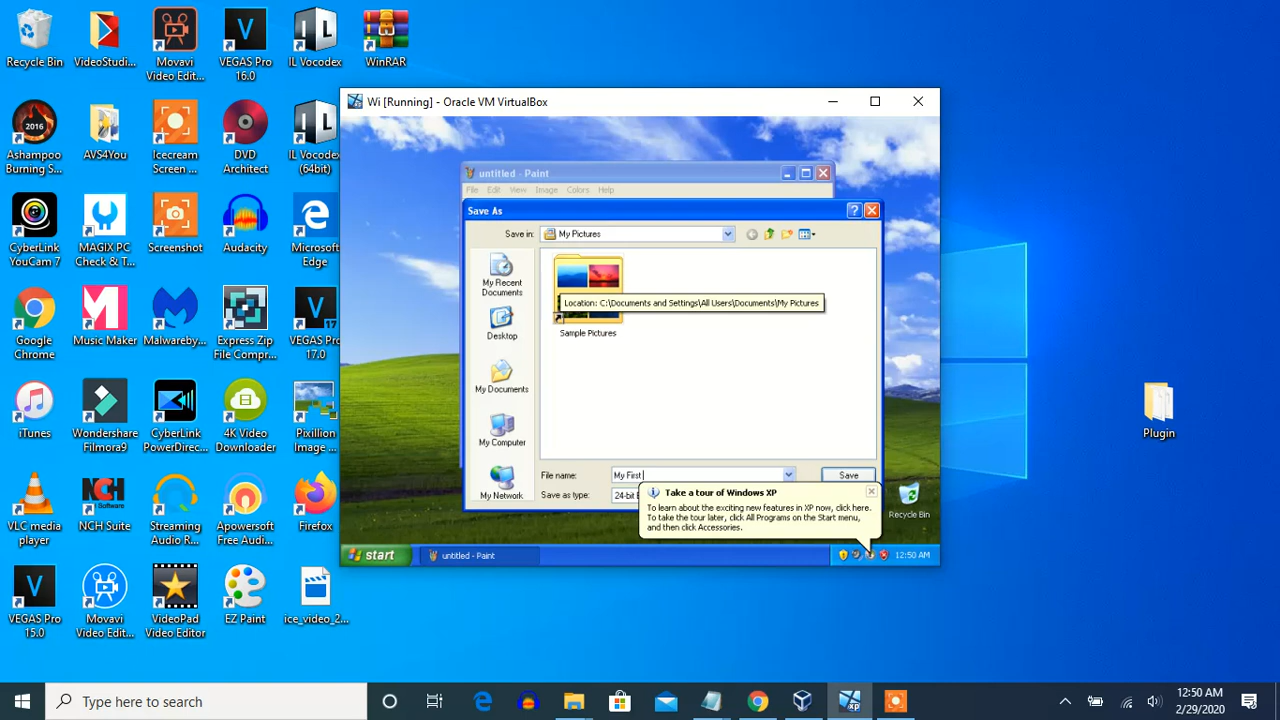 Recycle Bin
VideoStudi...
Movavi
Video Edit...
VEGAS Pro
16.0
IL Vocodex
WinRAR
2016
Ashampoo
Burning S...
AVS4You
Icecream
Screen ...
DVD
Architect
IL Vocodex
(64bit)
CyberLink
YouCam 7
MAGIX PC
Check & T...
Screenshot
Audacity
Microsoft
Edge
Google
Chrome
Music Maker
Malwareby...
Express Zip
File Compr...
VEGAS Pro
17.0
iTunes
Wondershare
Filmora9
CyberLink
PowerDirec...
4K Video
Downloader
Pixillion
Image ...
VLC media
player
NCH
NCH Suite
Streaming
Audio R...
Apowersoft
Free Audi...
Firefox
VEGAS Pro
15.0
Movavi
Video Edit...
VideoPad
Video Editor
EZ Paint
ice_video_2...
Plugin
Wi [Running] - Oracle VM VirtualBox
untitled - Paint
File Edit View Image Colors Help
Save As
Save in: My Pictures
My Recent
Documents
Desktop
My Documents
My Computer
My Network
Location: C:\Documents and Settings\All Users\Documents\My Pictures
Sample Pictures
File name: My First Save
Save as type: 24-bit
Take a tour of Windows XP
To learn about the exciting new features in XP now, click here.
To take the tour later, click All Programs on the Start menu,
and then click Accessories.
Recycle Bin
start untitled - Paint 12:50 AM
Type here to search
xp
12:50 AM
2/29/2020